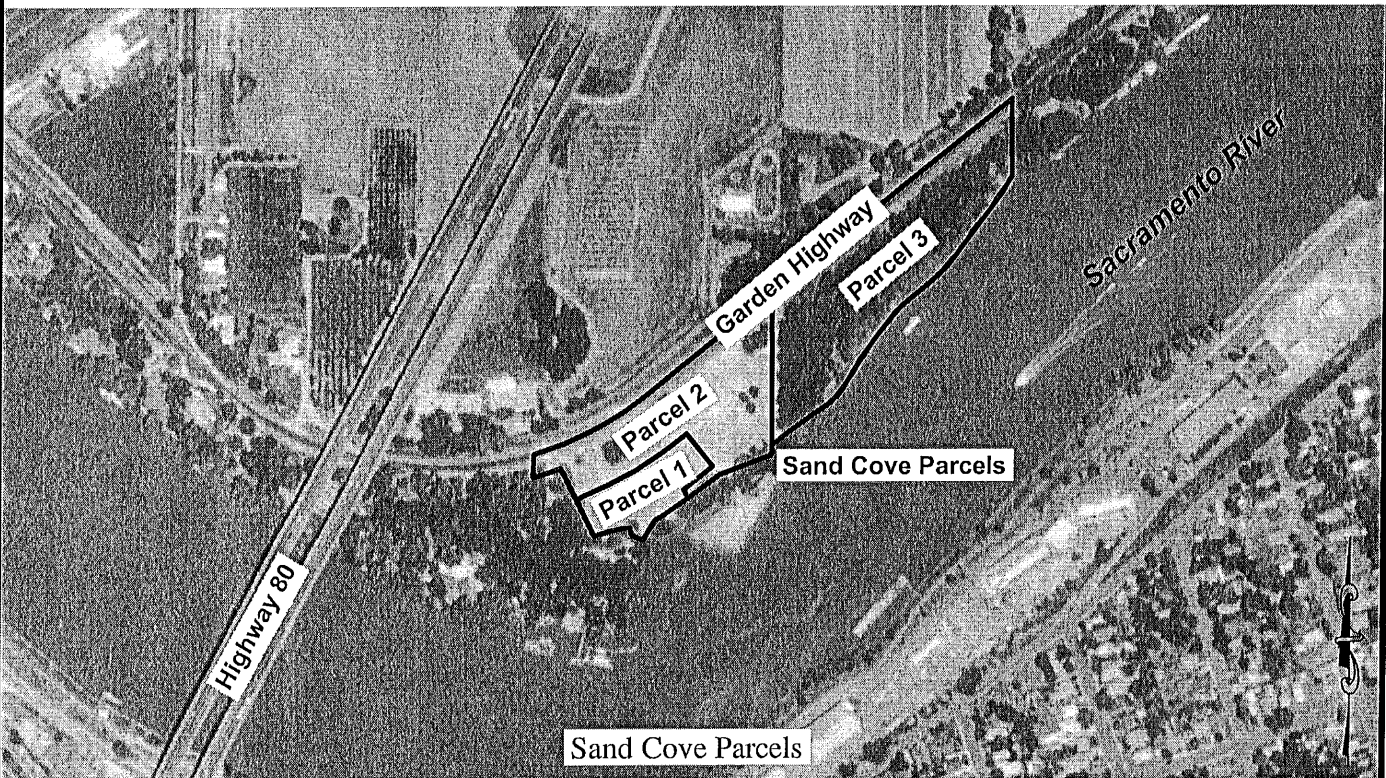 Sacramento River
Garden Highway
Parcel 3
Parcel 2
Sand Cove Parcels
Parcel 1
Highway 80
Sand Cove Parcels